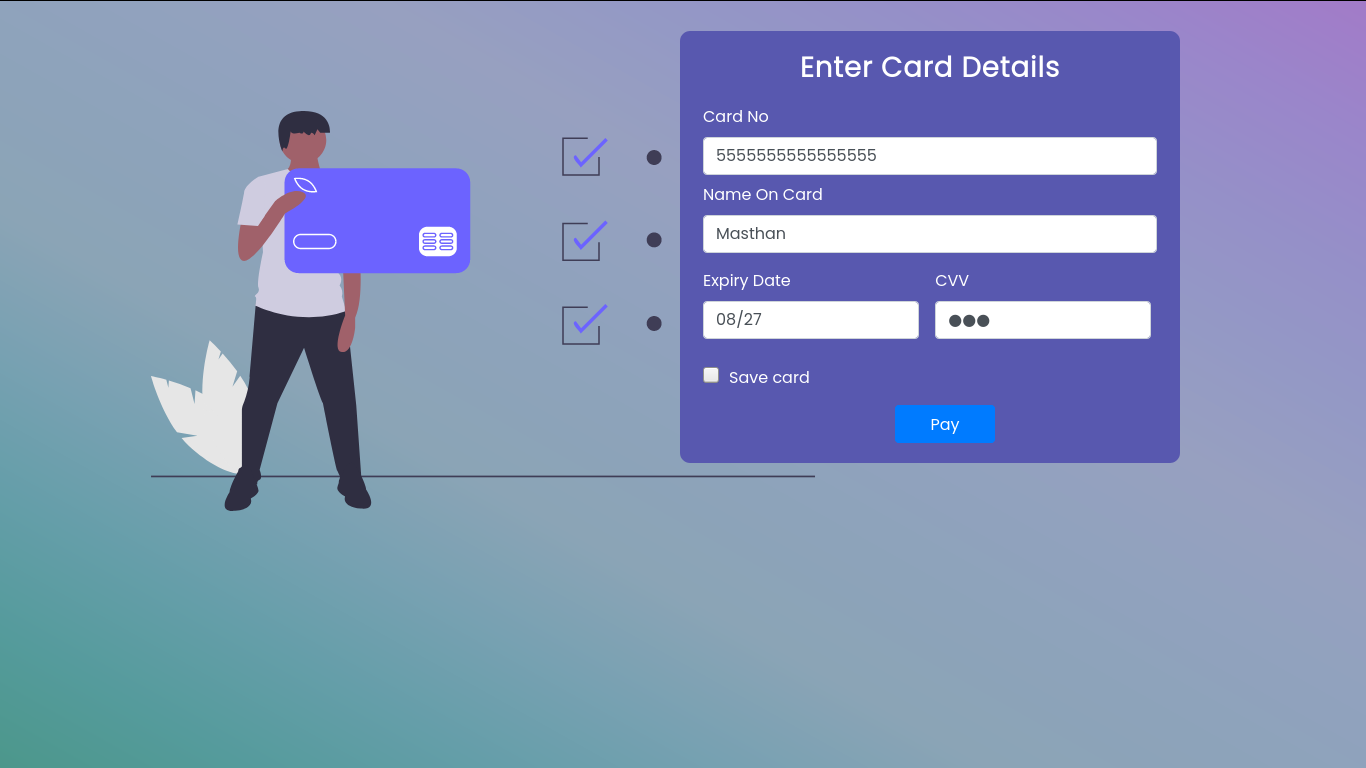 Enter Card Details
Card No
5555555555555555
Name On Card
Masthan
Expiry Date CVV
08/27 ●●●
Save card
Pay